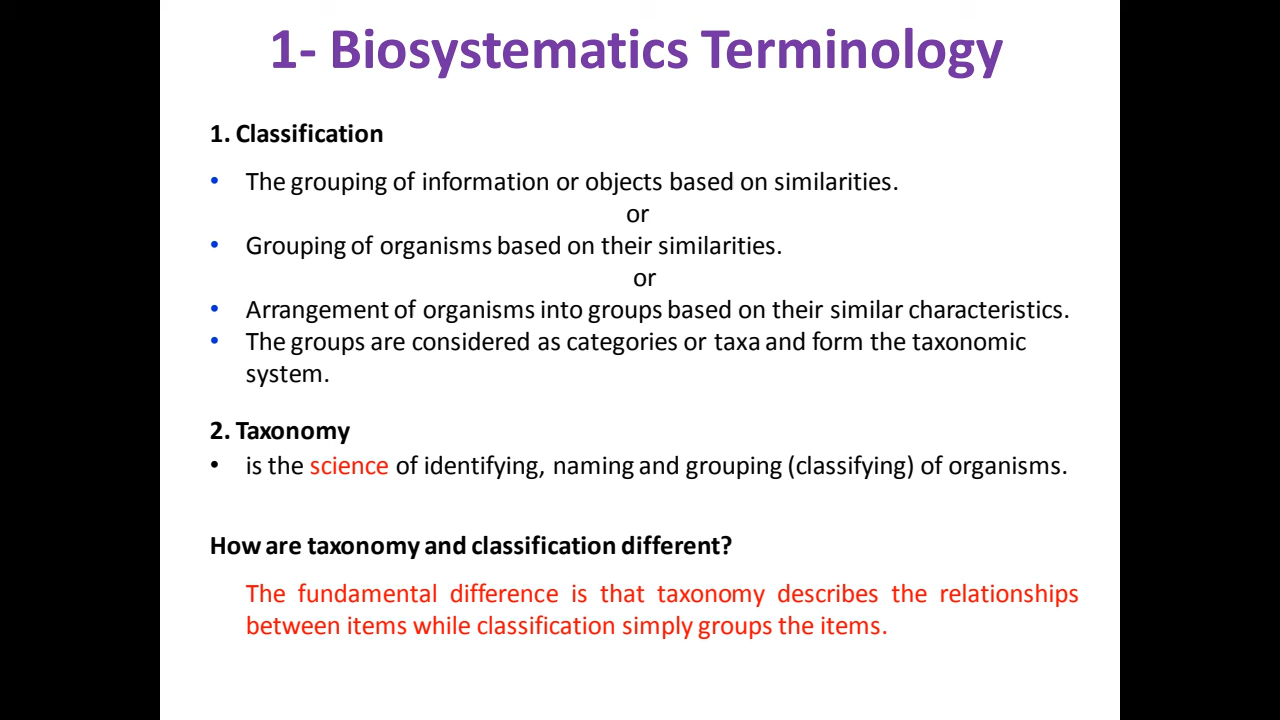 1- Biosystematics Terminology
1. Classification
• The grouping of information or objects based on similarities.
or
• Grouping of organisms based on their similarities.
or
• Arrangement of organisms into groups based on their similar characteristics.
• The groups are considered as categories or taxa and form the taxonomic
system.
2. Taxonomy
• is the science of identifying, naming and grouping (classifying) of organisms.
How are taxonomy and classification different?
The fundamental difference is that taxonomy describes the relationships
between items while classification simply groups the items.